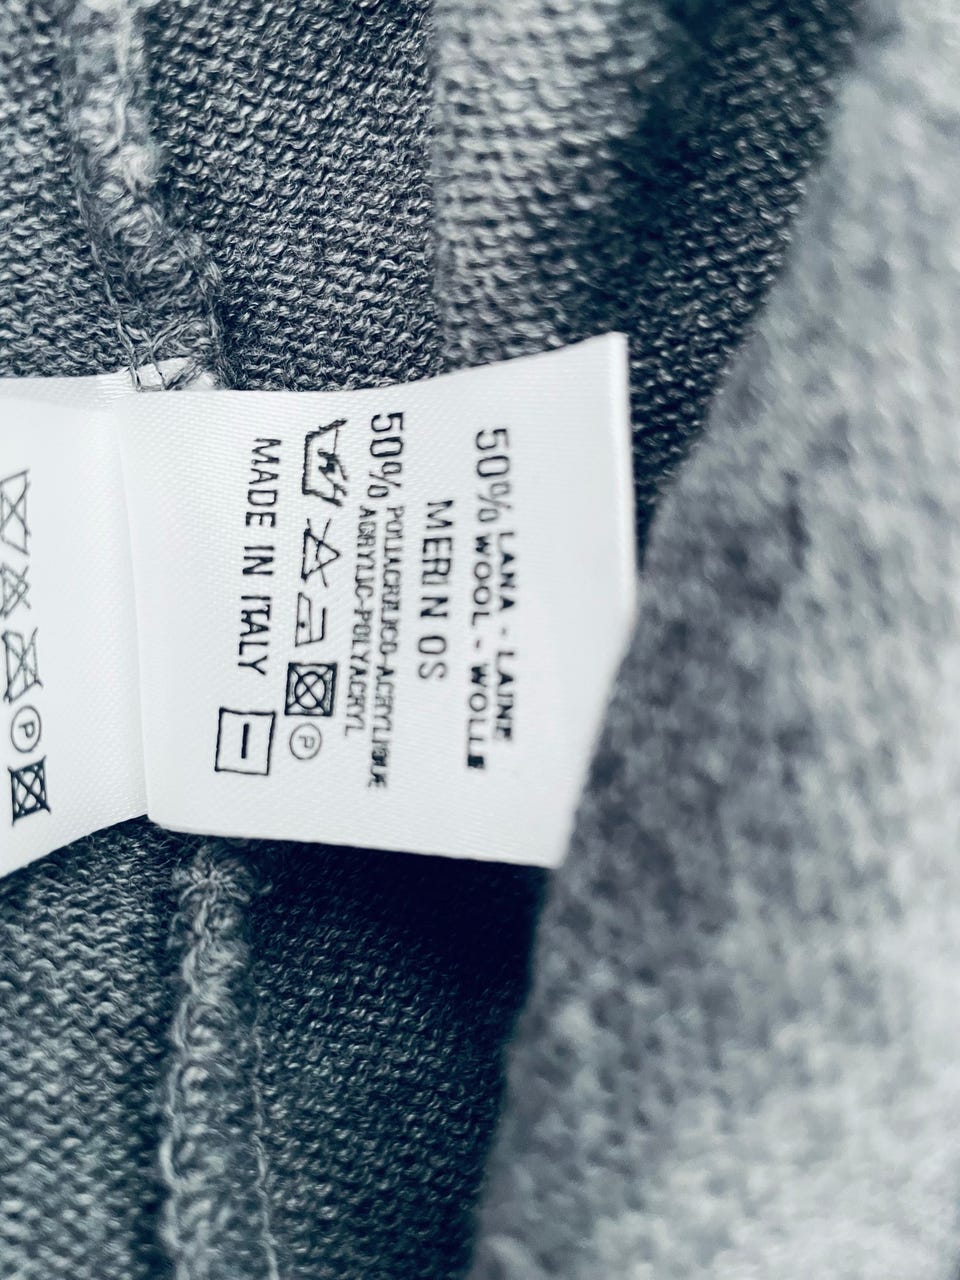 50% LANA - LAINE
WOOL - WOLLE
MERINOS
50% POLIACRILICO-ACRYLIQUE
ACRYLIC-POLYACRYL
P
MADE IN ITALY
P